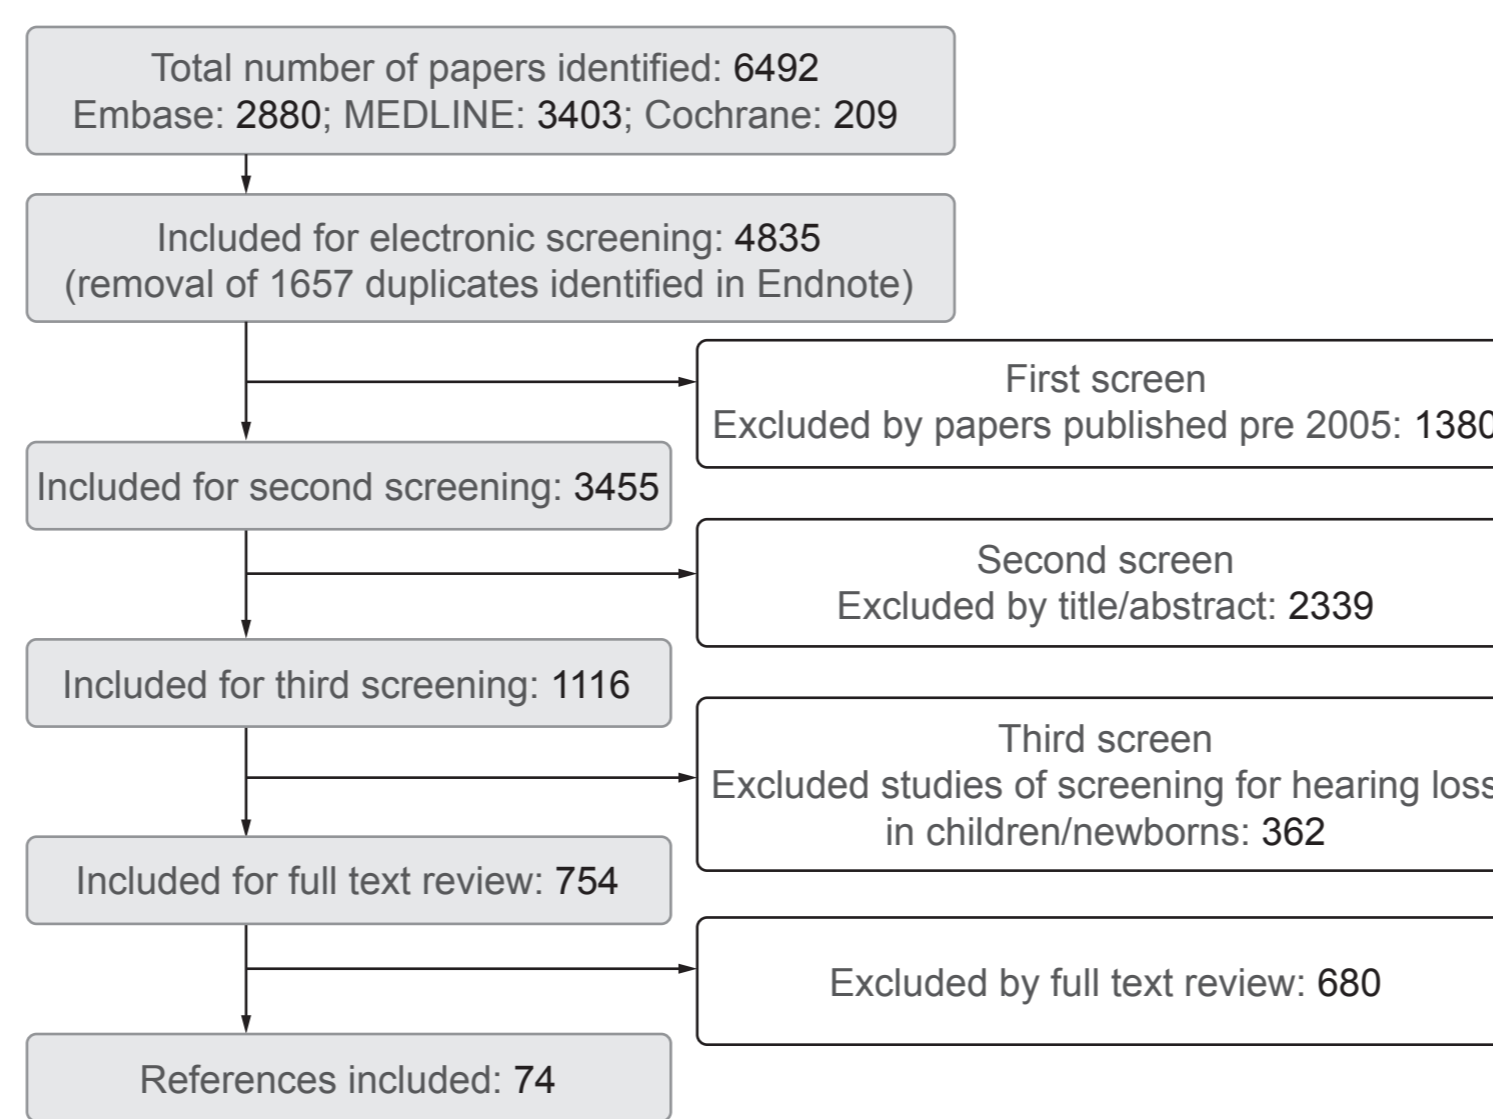 Total number of papers identified: 6492
Embase: 2880; MEDLINE: 3403; Cochrane: 209
Included for electronic screening: 4835
(removal of 1657 duplicates identified in Endnote)
First screen
Excluded by papers published pre 2005: 1380
Included for second screening: 3455
Second screen
Excluded by title/abstract: 2339
Included for third screening: 1116
Third screen
Excluded studies of screening for hearing loss
in children/newborns: 362
Included for full text review: 754
Excluded by full text review: 680
References included: 74